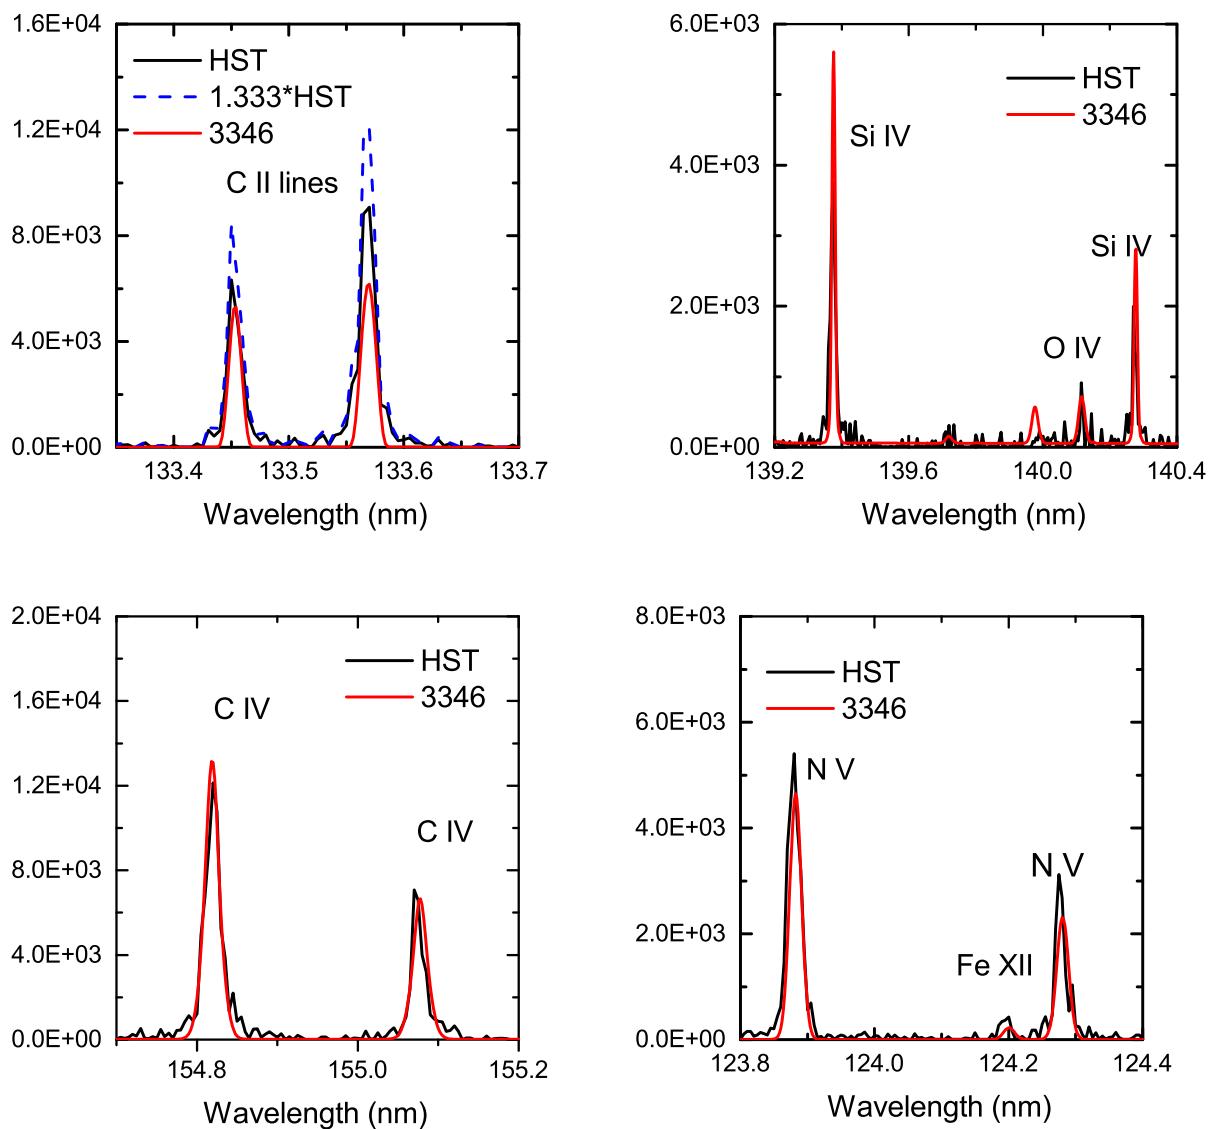 1.6E+04
1.2E+04
8.0E+03
4.0E+03
0.0E+00
HST
1.333*HST
3346
C II lines
133.4
133.5
133.6
133.7
Wavelength (nm)
6.0E+03
4.0E+03
2.0E+03
0.0E+00
HST
3346
Si IV
Si IV
O IV
139.2
139.6
140.0
140.4
Wavelength (nm)
2.0E+04
1.6E+04
1.2E+04
8.0E+03
4.0E+03
0.0E+00
HST
3346
C IV
C IV
154.8
155.0
155.2
Wavelength (nm)
8.0E+03
6.0E+03
4.0E+03
2.0E+03
0.0E+00
HST
3346
N V
N V
Fe XII
123.8
124.0
124.2
124.4
Wavelength (nm)